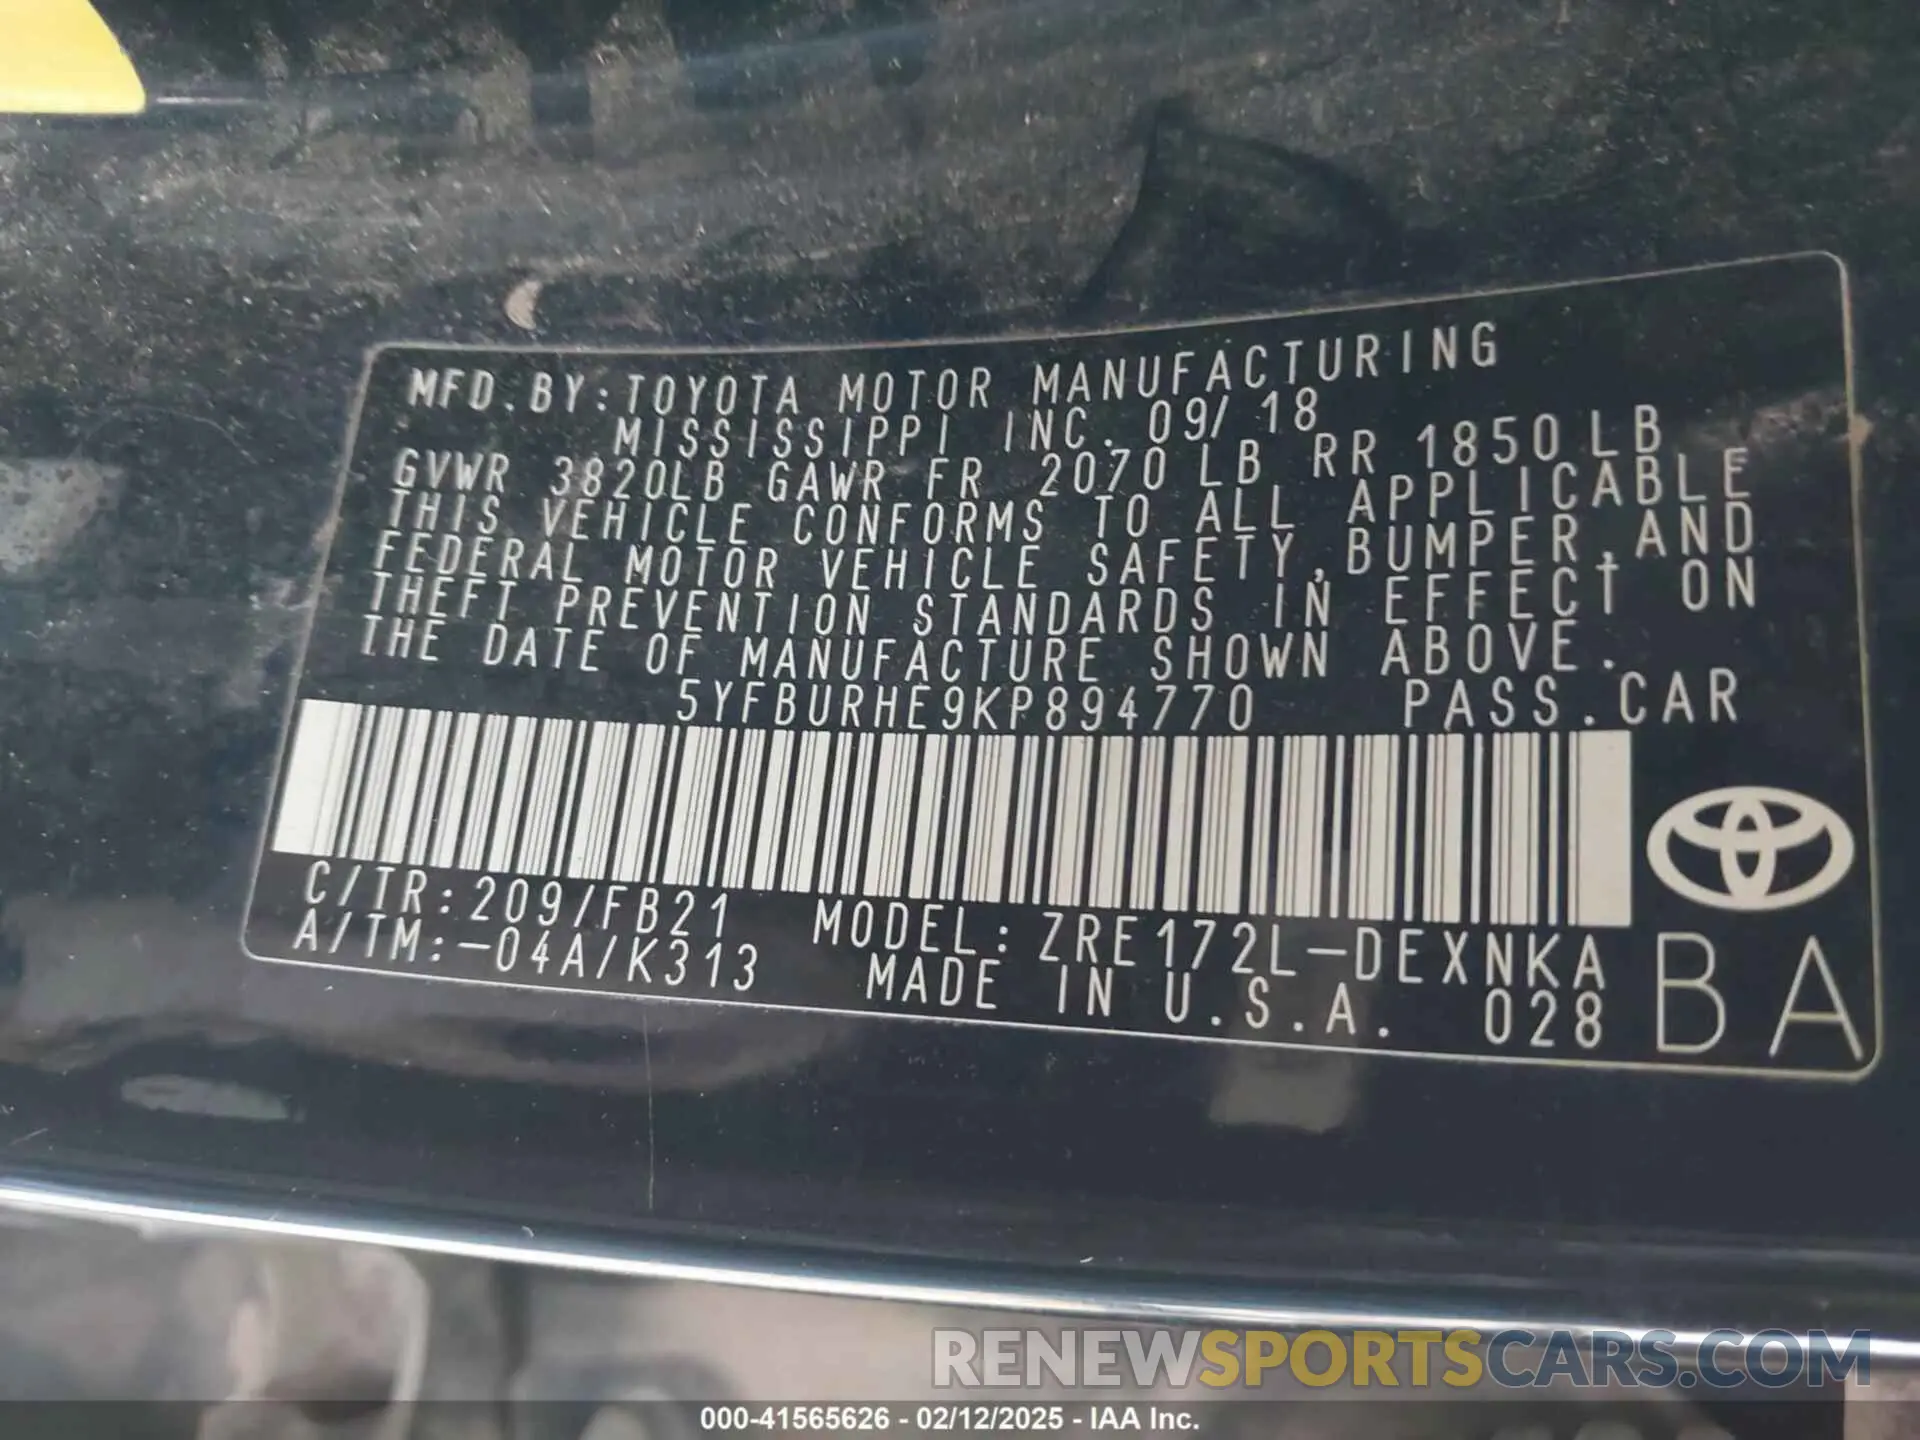 MFD.BY:TOYOTA MOTOR MANUFACTURING
MISSISSIPPI INC. 09/ 18
GVWR 3820LB GAWR FR 2070 LB RR 1850 LB
THIS VEHICLE CONFORMS TO ALL APPLICABLE
FEDERAL MOTOR VEHICLE SAFETY,BUMPER,AND
THEFT PREVENTION STANDARDS IN EFFECT ON
THE DATE OF MANUFACTURE SHOWN ABOVE.
5YFBURHE9KP894770 PASS.CAR
C/TR:209/FB21 MODEL:ZRE172L-DEXNKA
A/TM:-04A/K313 MADE IN U.S.A. 028
BA
RENEWSPORTSCARS.COM
000-41565626 - 02/12/2025 - IAA Inc.